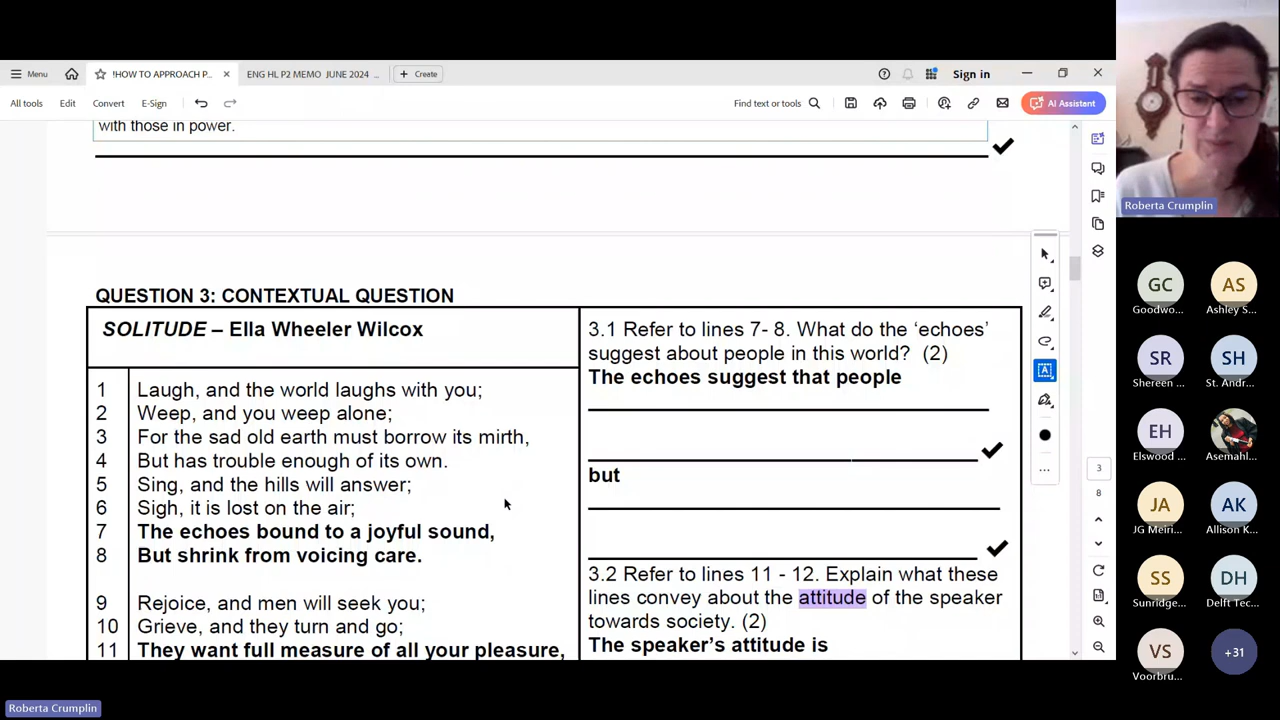 Menu
!HOW TO APPROACH P...
ENG HL P2 MEMO JUNE 2024 ...
Create
Sign in
All tools
Edit
Convert
E-Sign
Find text or tools
AI Assistant
with those in power.
QUESTION 3: CONTEXTUAL QUESTION
SOLITUDE – Ella Wheeler Wilcox
1 Laugh, and the world laughs with you;
2 Weep, and you weep alone;
3 For the sad old earth must borrow its mirth,
4 But has trouble enough of its own.
5 Sing, and the hills will answer;
6 Sigh, it is lost on the air;
7 The echoes bound to a joyful sound,
8 But shrink from voicing care.
9 Rejoice, and men will seek you;
10 Grieve, and they turn and go;
11 They want full measure of all your pleasure,
3.1 Refer to lines 7- 8. What do the ‘echoes’
suggest about people in this world? (2)
The echoes suggest that people
but
3.2 Refer to lines 11 - 12. Explain what these
lines convey about the attitude of the speaker
towards society. (2)
The speaker’s attitude is
3
8
Roberta Crumplin
GC
Goodwo...
AS
Ashley S...
SR
Shereen ...
SH
St. Andr...
EH
Elswood ...
Asemahl...
JA
JG Meiri...
AK
Allison K...
SS
Sunridge...
DH
Delft Tec...
VS
Voorbru...
+31
Roberta Crumplin